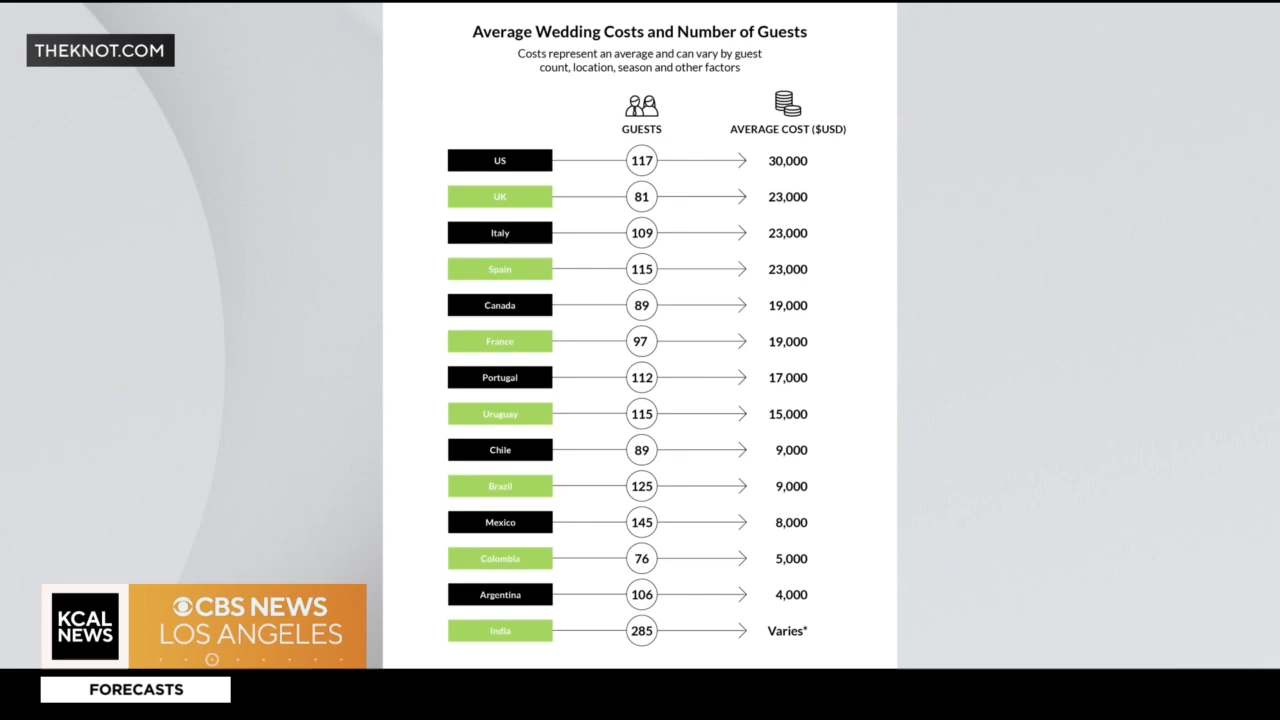 THEKNOT.COM
Average Wedding Costs and Number of Guests
Costs represent an average and can vary by guest
count, location, season and other factors
GUESTS AVERAGE COST ($USD)
US 117 30,000
UK 81 23,000
Italy 109 23,000
Spain 115 23,000
Canada 89 19,000
France 97 19,000
Portugal 112 17,000
Uruguay 115 15,000
Chile 89 9,000
Brazil 125 9,000
Mexico 145 8,000
Colombia 76 5,000
Argentina 106 4,000
India 285 Varies*
KCAL
NEWS
CBS NEWS
LOS ANGELES
FORECASTS